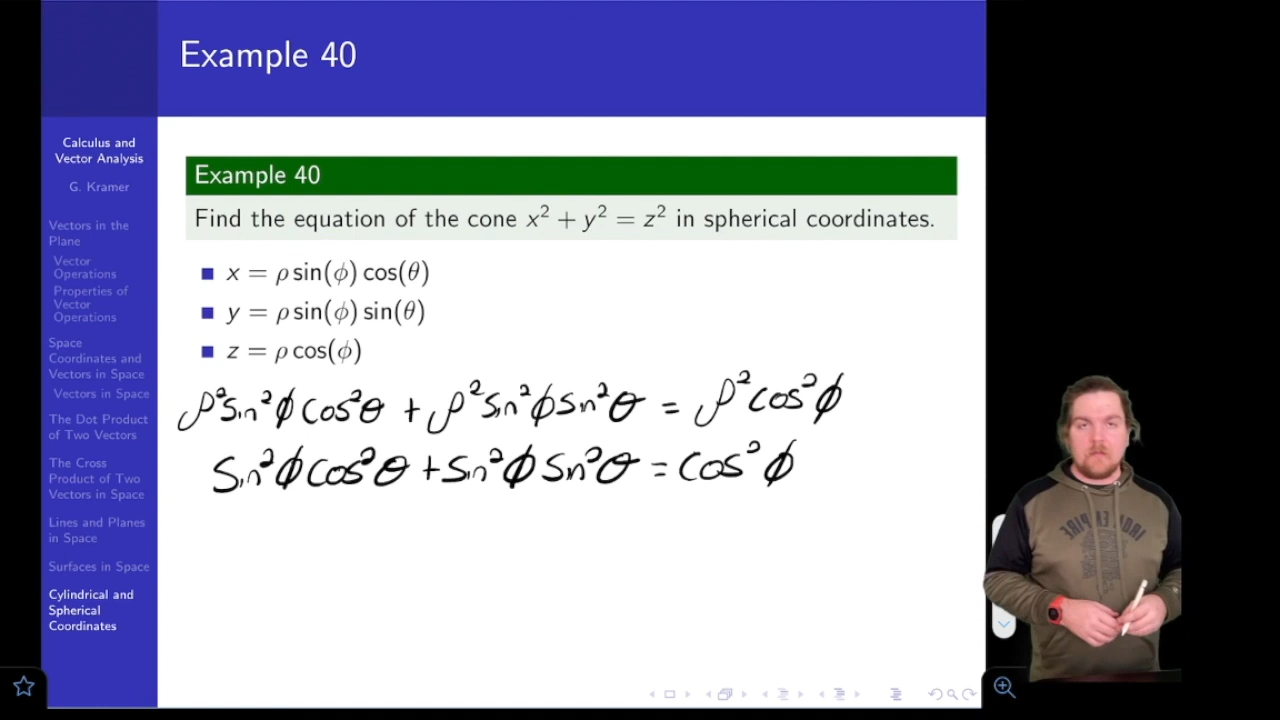 Example 40
Calculus and
Vector Analysis
G. Kramer
Vectors in the
Plane
Vector
Operations
Properties of
Vector
Operations
Space
Coordinates and
Vectors in Space
Vectors in Space
The Dot Product
of Two Vectors
The Cross
Product of Two
Vectors in Space
Lines and Planes
in Space
Surfaces in Space
Cylindrical and
Spherical
Coordinates
Example 40
Find the equation of the cone x² + y² = z² in spherical coordinates.
x = ρ sin(ϕ) cos(θ)
y = ρ sin(ϕ) sin(θ)
z = ρ cos(ϕ)
ρ²sin²ϕ cos²θ + ρ²sin²ϕ sin²θ = ρ²cos²ϕ
sin²ϕ cos²θ + sin²ϕ sin²θ = cos²ϕ
IRON EMPIRE